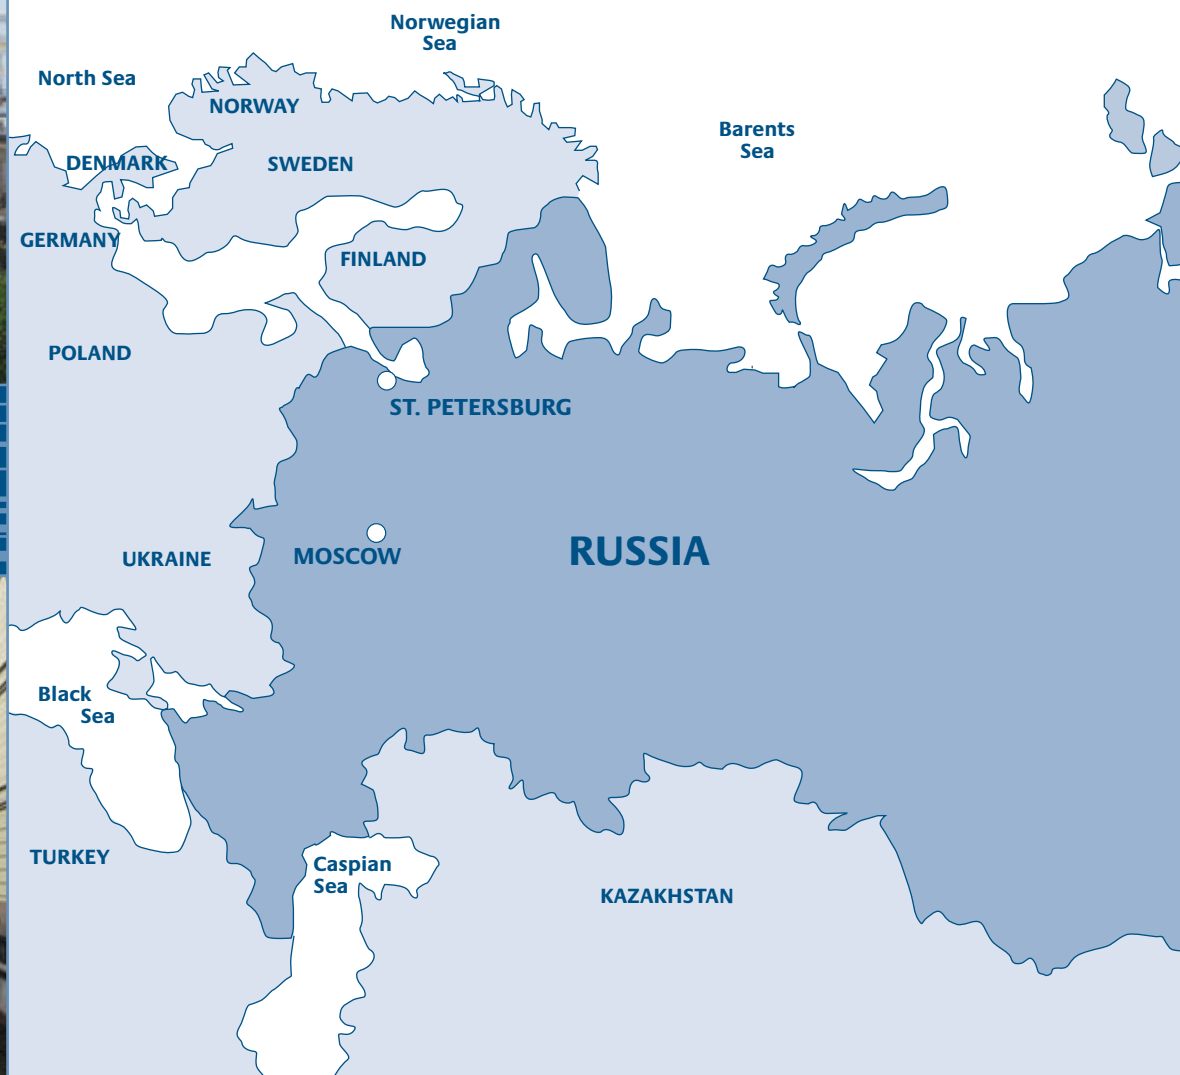 Norwegian
Sea
North Sea
NORWAY
Barents
Sea
DENMARK
SWEDEN
GERMANY
FINLAND
POLAND
ST. PETERSBURG
RUSSIA
UKRAINE
MOSCOW
Black
Sea
TURKEY
Caspian
Sea
KAZAKHSTAN